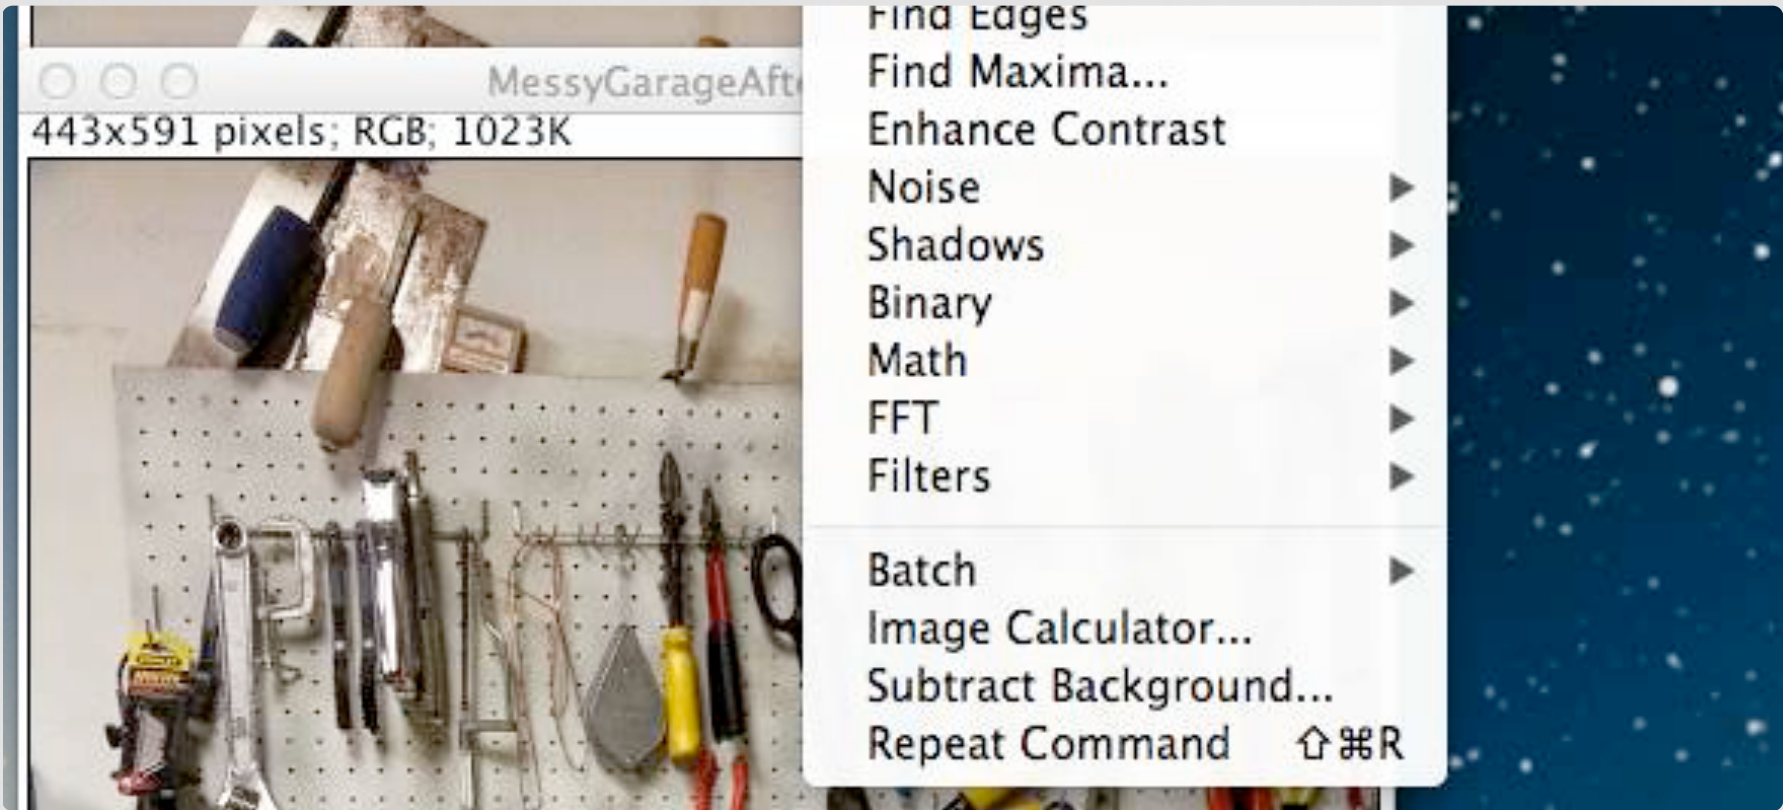 MessyGarageAfte
443x591 pixels; RGB; 1023K
Find Edges
Find Maxima...
Enhance Contrast
Noise
Shadows
Binary
Math
FFT
Filters
Batch
Image Calculator...
Subtract Background...
Repeat Command ⇧⌘R